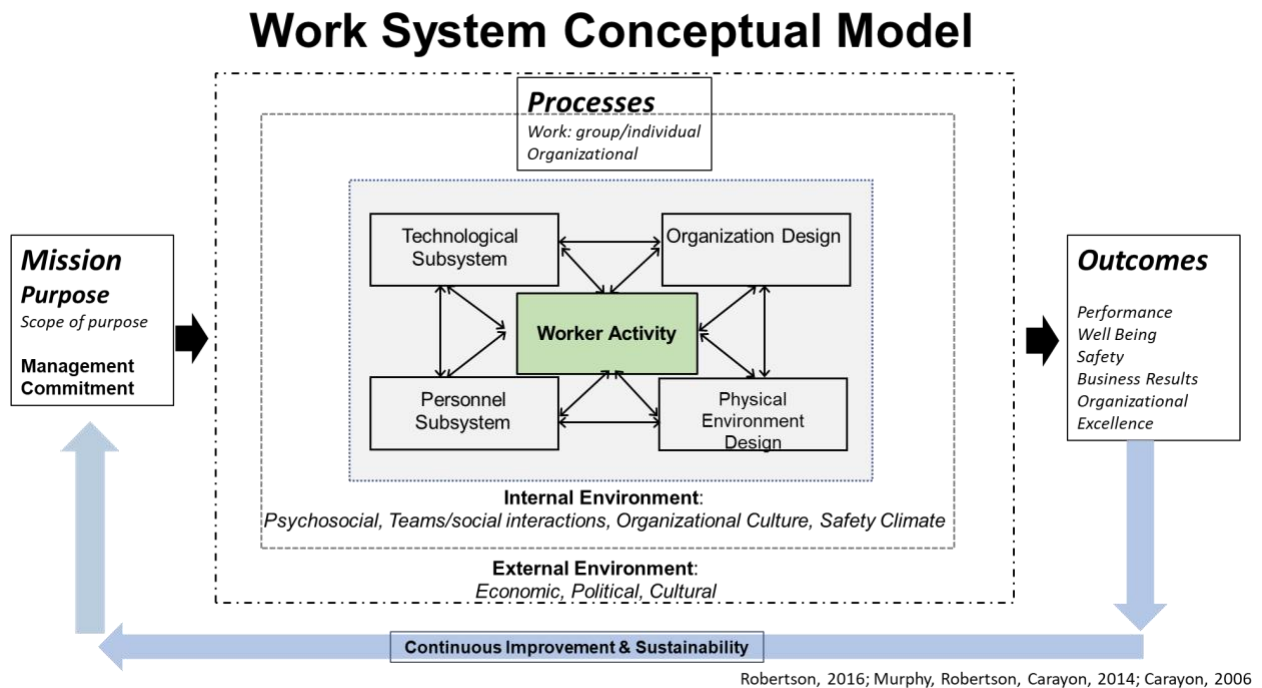 Work System Conceptual Model
Processes
Work: group/individual
Organizational
Technological
Subsystem
Organization Design
Mission
Purpose
Scope of purpose
Management
Commitment
Worker Activity
Outcomes
Performance
Well Being
Safety
Business Results
Organizational
Excellence
Personnel
Subsystem
Physical
Environment
Design
Internal Environment:
Psychosocial, Teams/social interactions, Organizational Culture, Safety Climate
External Environment:
Economic, Political, Cultural
Continuous Improvement & Sustainability
Robertson, 2016; Murphy, Robertson, Carayon, 2014; Carayon, 2006